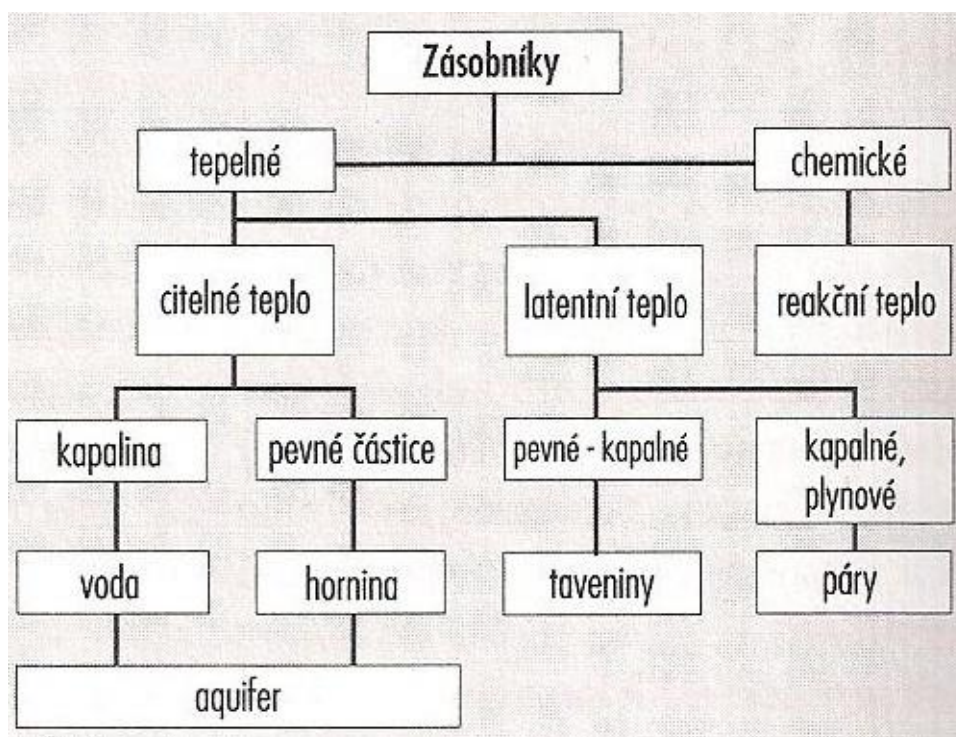 Zásobníky
tepelné
chemické
citelné teplo
latentní teplo
reakční teplo
kapalina
pevné částice
pevné - kapalné
kapalné,
plynové
voda
hornina
taveniny
páry
aquifer